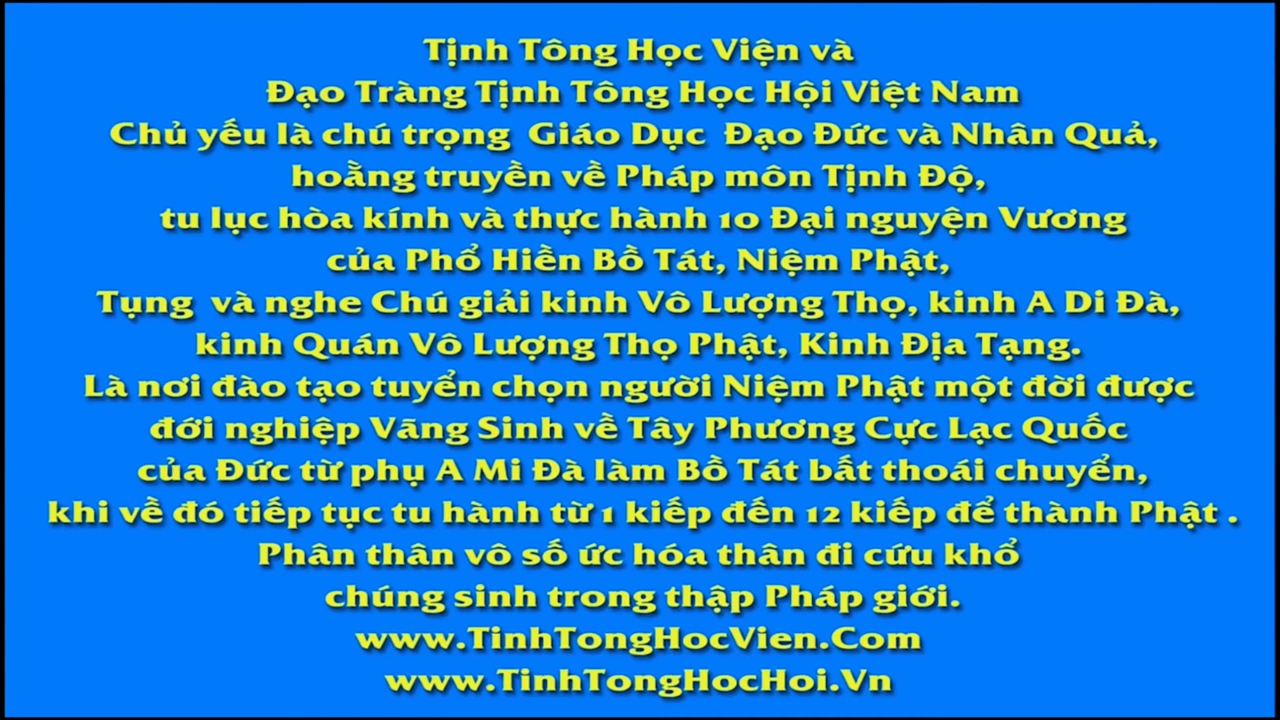 Tịnh Tông Học Viện và
Đạo Tràng Tịnh Tông Học Hội Việt Nam
Chủ yếu là chú trọng Giáo Dục Đạo Đức và Nhân Quả,
hoằng truyền về Pháp môn Tịnh Độ,
tu lục hòa kính và thực hành 10 Đại nguyện Vương
của Phổ Hiền Bồ Tát, Niệm Phật,
Tụng và nghe Chú giải kinh Vô Lượng Thọ, kinh A Di Đà,
kinh Quán Vô Lượng Thọ Phật, Kinh Địa Tạng.
Là nơi đào tạo tuyển chọn người Niệm Phật một đời được
đới nghiệp Vãng Sinh về Tây Phương Cực Lạc Quốc
của Đức từ phụ A Mi Đà làm Bồ Tát bất thoái chuyển,
khi về đó tiếp tục tu hành từ 1 kiếp đến 12 kiếp để thành Phật .
Phân thân vô số ức hóa thân đi cứu khổ
chúng sinh trong thập Pháp giới.
www.TinhTongHocVien.Com
www.TinhTongHocHoi.Vn